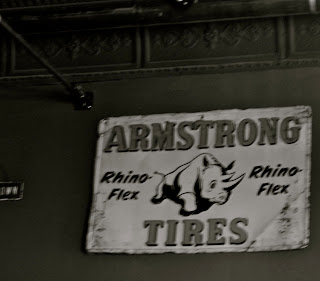 ARMSTRONG
Rhino-
Flex
Rhino-
Flex
TIRES